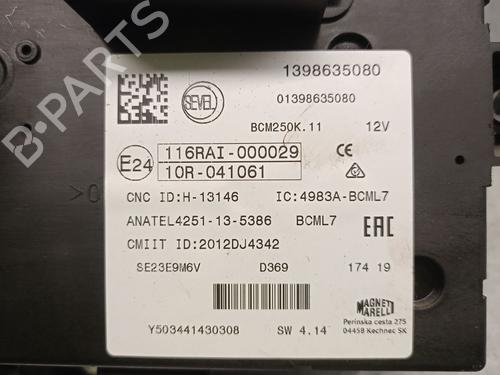 B-PARTS
1398635080
SEVEL
01398635080
BCM250K.11 12V
E24 116RAI-000029 CE
10R-041061
CNC ID:H-13146 IC:4983A-BCML7
ANATEL4251-13-5386 BCML7 EAC
CMIIT ID:2012DJ4342
SE23E9M6V D369 174 19
MAGNETI
MARELLI
Perinska cesta 275
04458 Kechnec SK
Y503441430308 SW 4.14